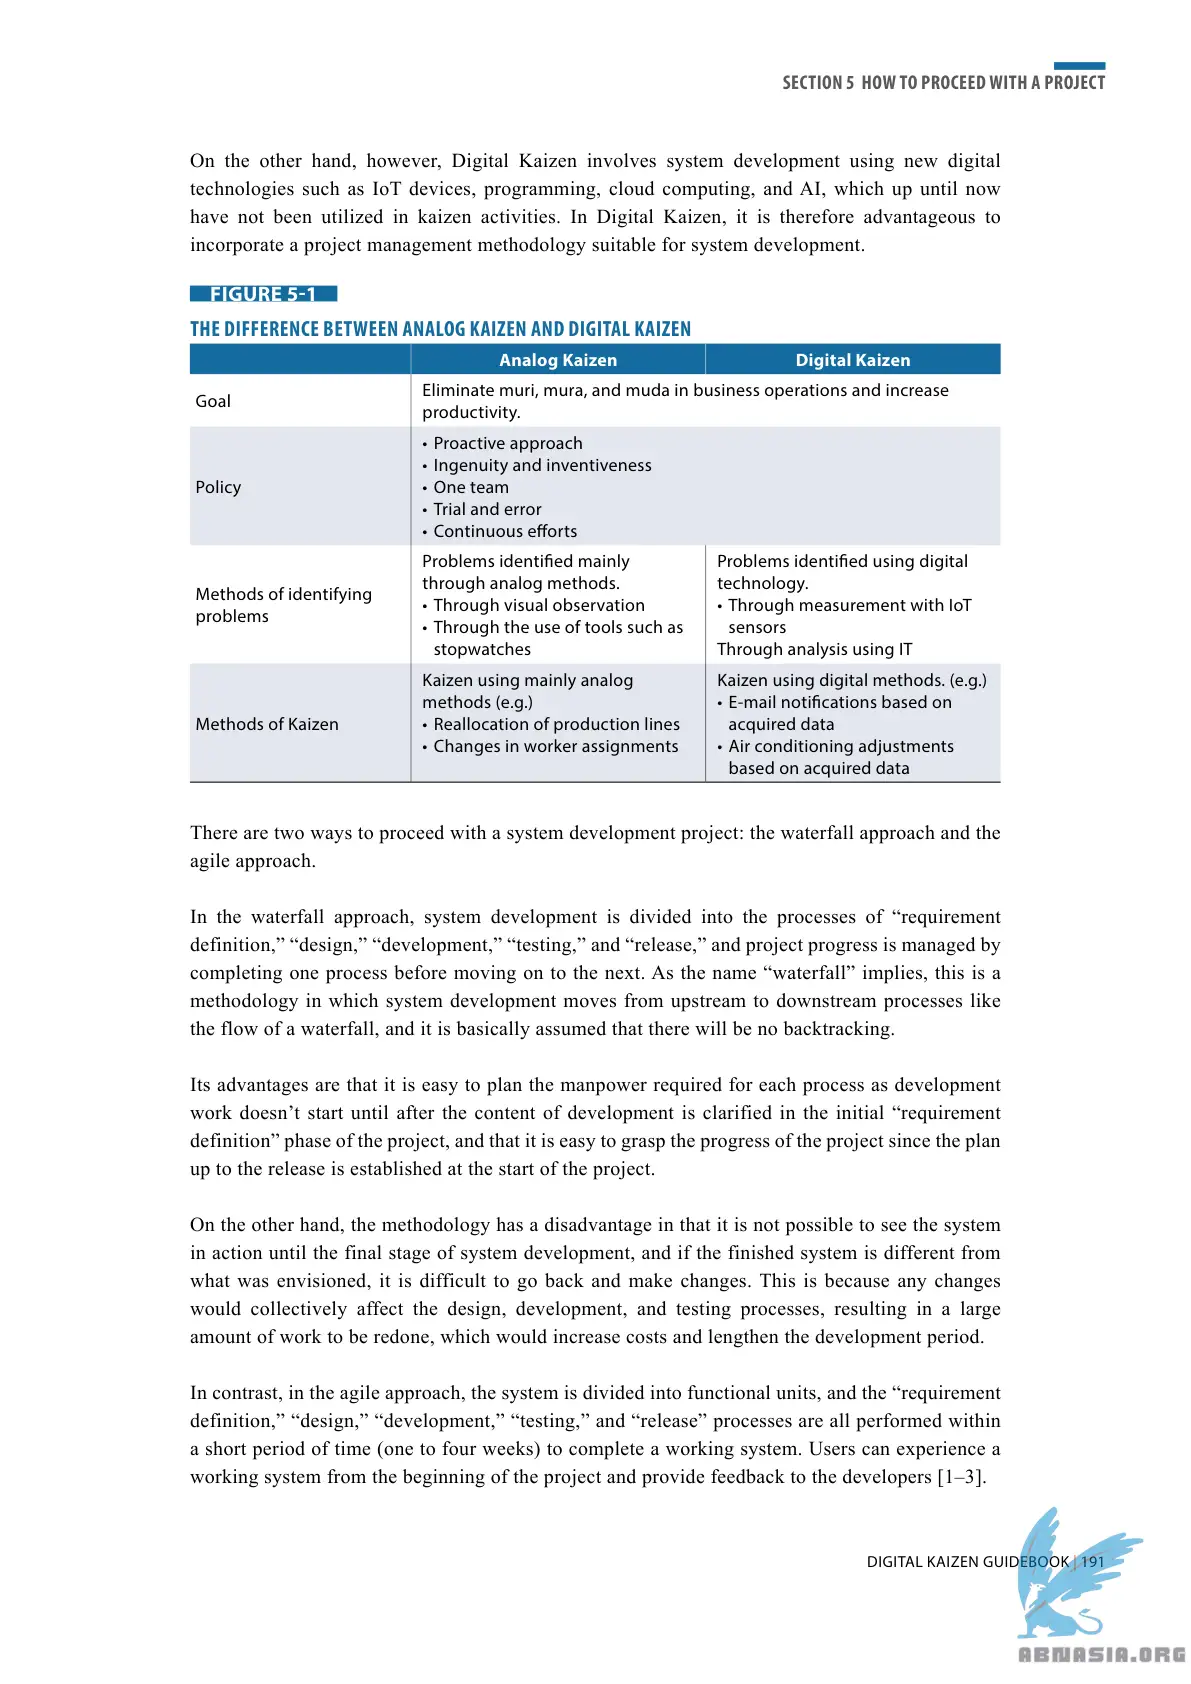 SECTION 5 HOW TO PROCEED WITH A PROJECT
On the other hand, however, Digital Kaizen involves system development using new digital
technologies such as IoT devices, programming, cloud computing, and AI, which up until now
have not been utilized in kaizen activities. In Digital Kaizen, it is therefore advantageous to
incorporate a project management methodology suitable for system development.
FIGURE 5-1
THE DIFFERENCE BETWEEN ANALOG KAIZEN AND DIGITAL KAIZEN
Analog Kaizen Digital Kaizen
Goal
Eliminate muri, mura, and muda in business operations and increase
productivity.
Policy
• Proactive approach
• Ingenuity and inventiveness
• One team
• Trial and error
• Continuous efforts
Methods of identifying
problems
Problems identified mainly
through analog methods.
• Through visual observation
• Through the use of tools such as
stopwatches
Problems identified using digital
technology.
• Through measurement with IoT
sensors
Through analysis using IT
Methods of Kaizen
Kaizen using mainly analog
methods (e.g.)
• Reallocation of production lines
• Changes in worker assignments
Kaizen using digital methods. (e.g.)
• E-mail notifications based on
acquired data
• Air conditioning adjustments
based on acquired data
There are two ways to proceed with a system development project: the waterfall approach and the
agile approach.
In the waterfall approach, system development is divided into the processes of “requirement
definition,” “design,” “development,” “testing,” and “release,” and project progress is managed by
completing one process before moving on to the next. As the name “waterfall” implies, this is a
methodology in which system development moves from upstream to downstream processes like
the flow of a waterfall, and it is basically assumed that there will be no backtracking.
Its advantages are that it is easy to plan the manpower required for each process as development
work doesn’t start until after the content of development is clarified in the initial “requirement
definition” phase of the project, and that it is easy to grasp the progress of the project since the plan
up to the release is established at the start of the project.
On the other hand, the methodology has a disadvantage in that it is not possible to see the system
in action until the final stage of system development, and if the finished system is different from
what was envisioned, it is difficult to go back and make changes. This is because any changes
would collectively affect the design, development, and testing processes, resulting in a large
amount of work to be redone, which would increase costs and lengthen the development period.
In contrast, in the agile approach, the system is divided into functional units, and the “requirement
definition,” “design,” “development,” “testing,” and “release” processes are all performed within
a short period of time (one to four weeks) to complete a working system. Users can experience a
working system from the beginning of the project and provide feedback to the developers [1–3].
DIGITAL KAIZEN GUIDEBOOK | 191
ABNASIA.ORG